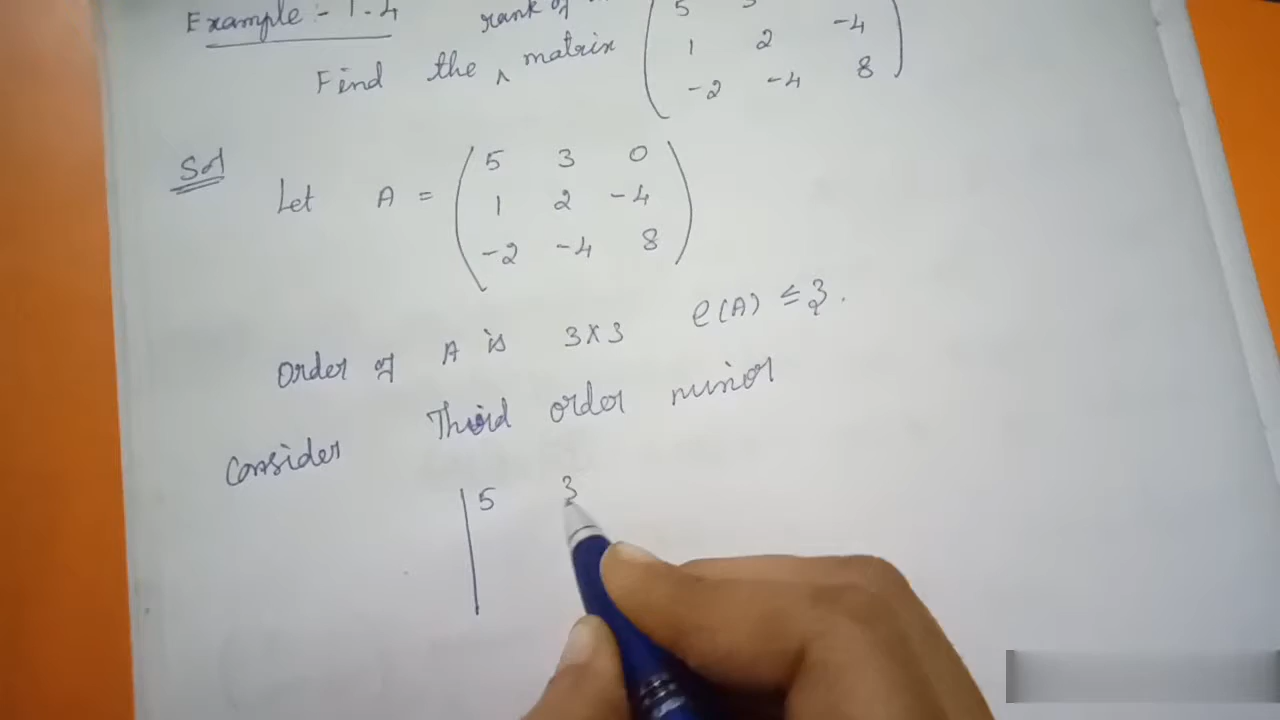 Example :- 1.4
Find the ∧ rank of matrix ( 5
1 2 -4
-2 -4 8 )
Sol
Let A = ( 5 3 0
1 2 -4
-2 -4 8 )
Order of A is 3×3 ρ(A) ≤ 3.
Consider Third order minor
| 5 3